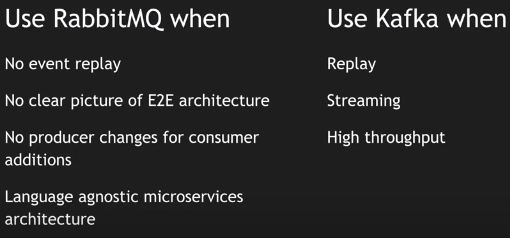 Use RabbitMQ when
No event replay
No clear picture of E2E architecture
No producer changes for consumer
additions
Language agnostic microservices
architecture
Use Kafka when
Replay
Streaming
High throughput